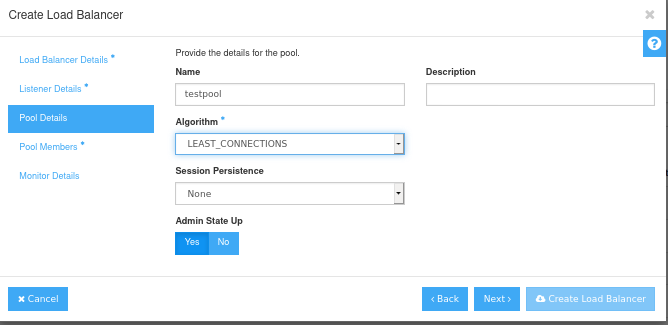 Create Load Balancer
×
?
Load Balancer Details *
Listener Details *
Pool Details
Pool Members *
Monitor Details
Provide the details for the pool.
Name
testpool
Description
Algorithm *
LEAST_CONNECTIONS
Session Persistence
None
Admin State Up
Yes No
× Cancel
‹ Back
Next ›
Create Load Balancer